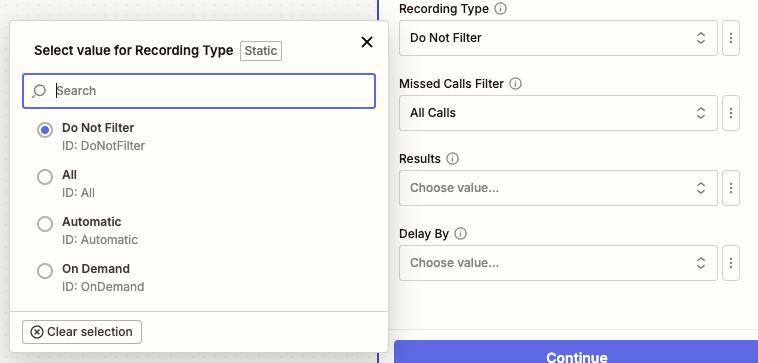 Select value for Recording Type Static
Search
Do Not Filter
ID: DoNotFilter
All
ID: All
Automatic
ID: Automatic
On Demand
ID: OnDemand
Clear selection
Recording Type
Do Not Filter
Missed Calls Filter
All Calls
Results
Choose value...
Delay By
Choose value...
Continue